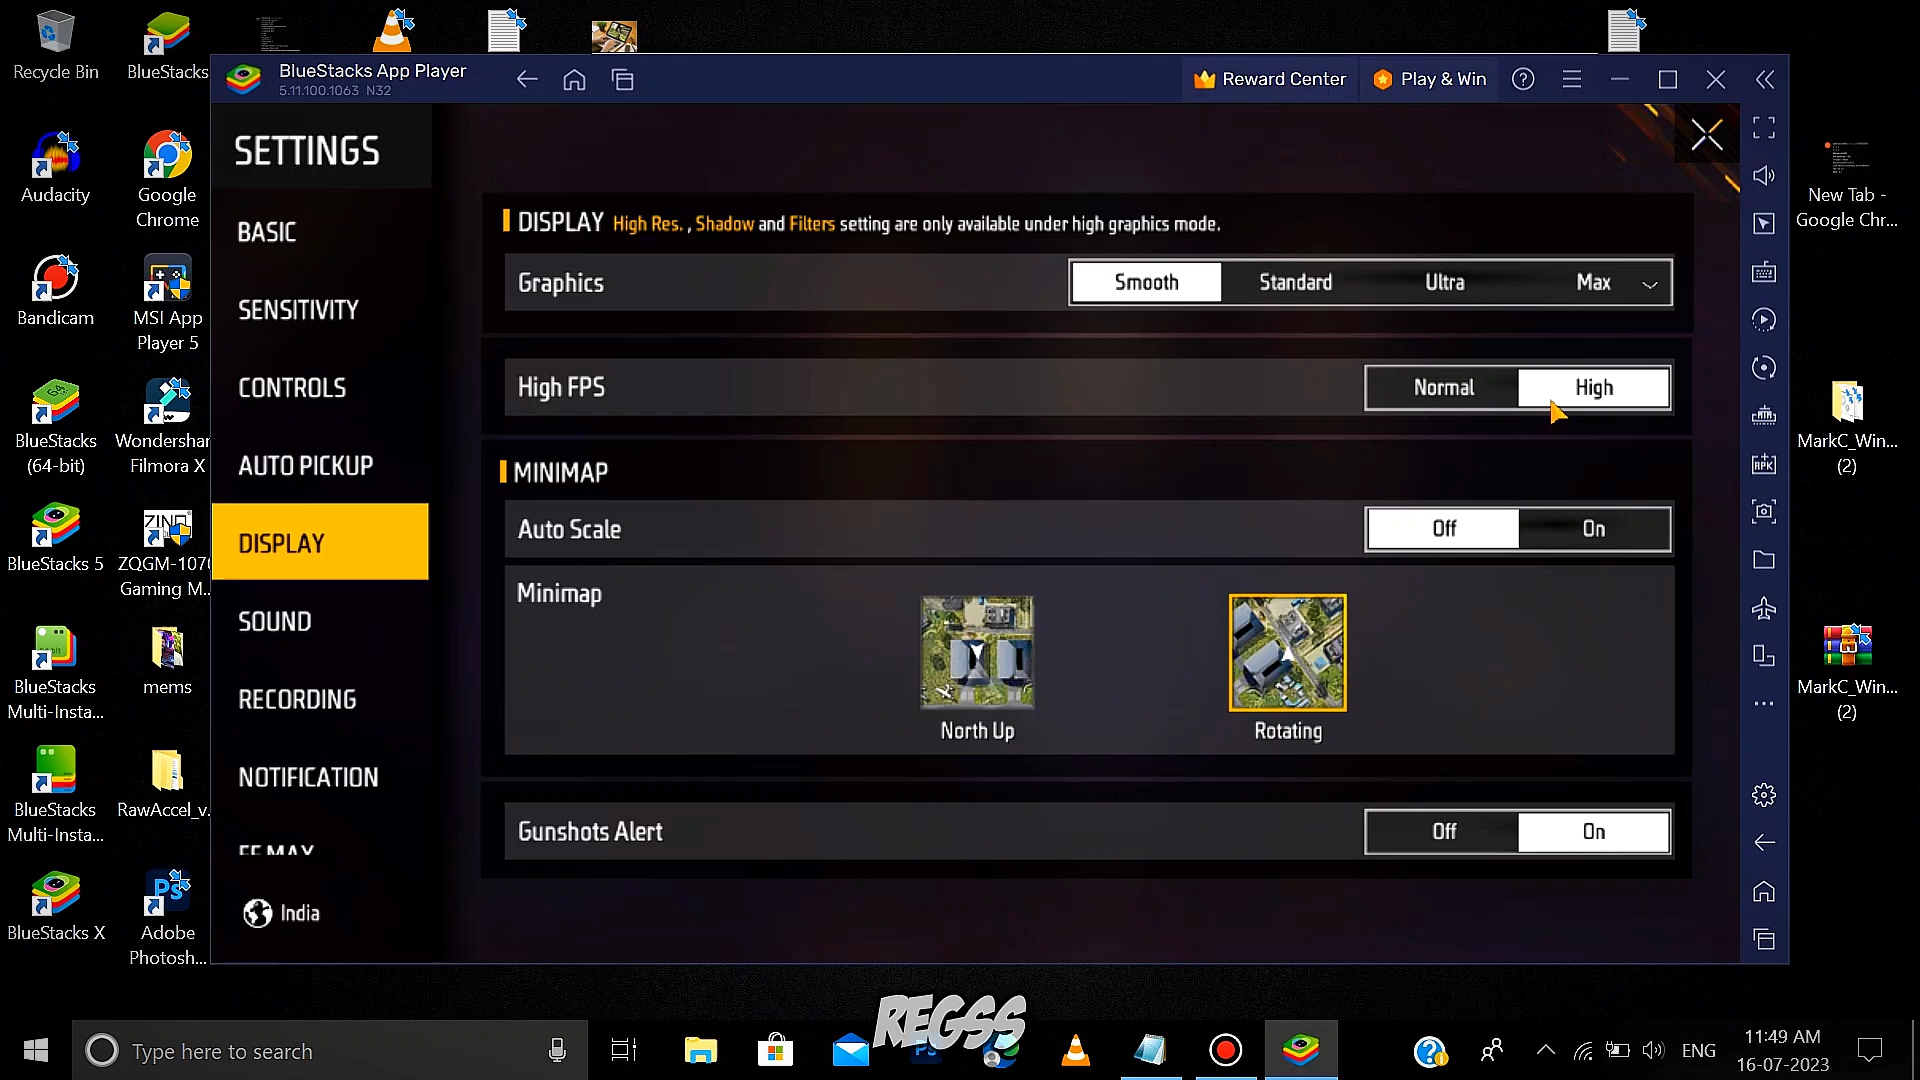 Recycle Bin
BlueStacks
Audacity
Google
Chrome
Bandicam
MSI App
Player 5
BlueStacks
(64-bit)
Wondershar
Filmora X
BlueStacks 5
ZQGM-107
Gaming M...
BlueStacks
Multi-Insta...
mems
BlueStacks
Multi-Insta...
RawAccel_v.
BlueStacks X
Adobe
Photosh...
BlueStacks App Player
5.11.100.1063 N32
Reward Center
Play & Win
SETTINGS
BASIC
SENSITIVITY
CONTROLS
AUTO PICKUP
DISPLAY
SOUND
RECORDING
NOTIFICATION
FF MAX
India
DISPLAY High Res. , Shadow and Filters setting are only available under high graphics mode.
Graphics
Smooth
Standard
Ultra
Max
High FPS
Normal
High
MINIMAP
Auto Scale
Off
On
Minimap
North Up
Rotating
Gunshots Alert
Off
On
New Tab -
Google Chr...
MarkC_Win...
(2)
MarkC_Win...
(2)
REGSS
Type here to search
ENG
11:49 AM
16-07-2023